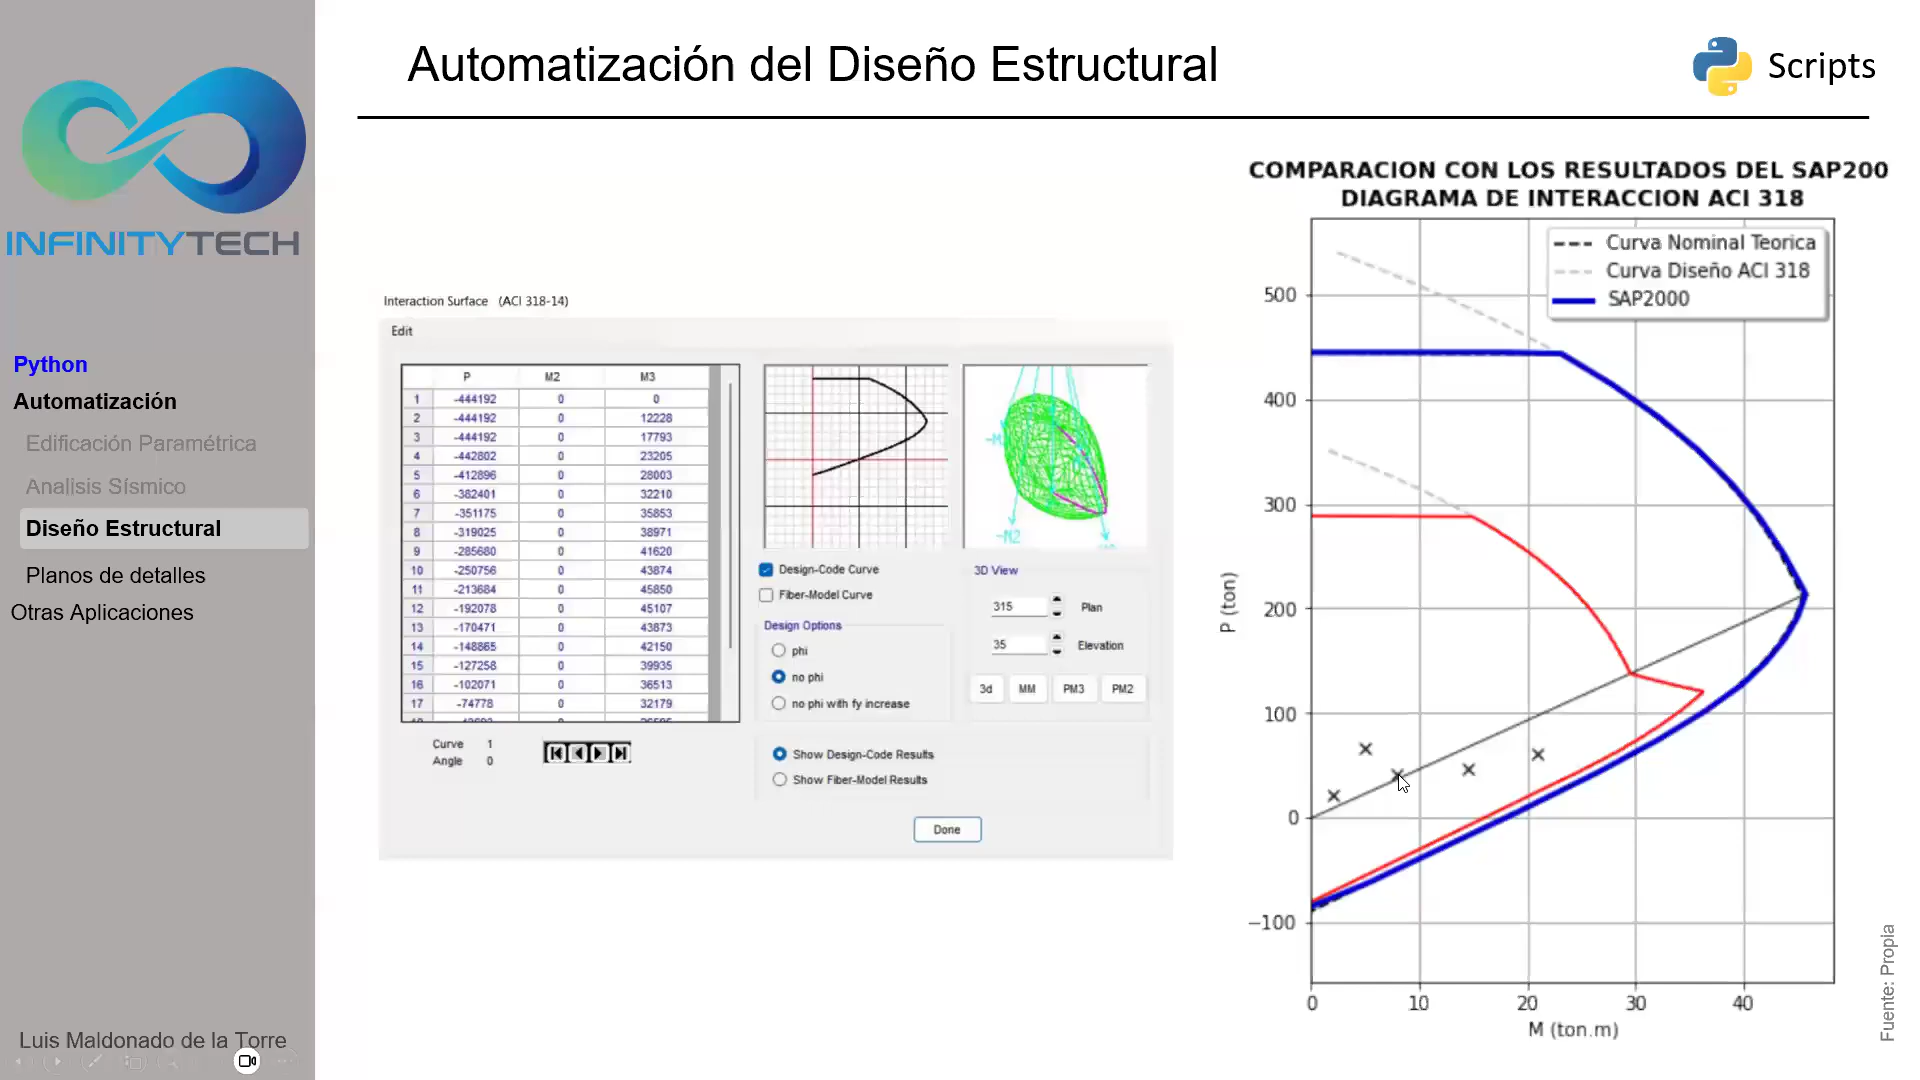 Automatización del Diseño Estructural
Scripts
INFINITYTECH
Python
Automatización
Edificación Paramétrica
Analisis Sísmico
Diseño Estructural
Planos de detalles
Otras Aplicaciones
Luis Maldonado de la Torre
Interaction Surface (ACI 318-14)
Edit
P M2 M3
1 -444192 0 0
2 -444192 0 12228
3 -444192 0 17793
4 -442802 0 23205
5 -412896 0 28003
6 -382401 0 32210
7 -351175 0 35853
8 -319025 0 38971
9 -285680 0 41620
10 -250756 0 43874
11 -213684 0 45850
12 -192078 0 45107
13 -170471 0 43873
14 -148865 0 42150
15 -127258 0 39935
16 -102071 0 36513
17 -74778 0 32179
Curve 1
Angle 0
-M2
Design-Code Curve
Fiber-Model Curve
Design Options
phi
no phi
no phi with fy increase
3D View
315 Plan
35 Elevation
3d MM PM3 PM2
Show Design-Code Results
Show Fiber-Model Results
Done
COMPARACION CON LOS RESULTADOS DEL SAP200
DIAGRAMA DE INTERACCION ACI 318
Curva Nominal Teorica
Curva Diseño ACI 318
SAP2000
500
400
300
200
100
0
−100
P (ton)
0 10 20 30 40
M (ton.m)
Fuente: Propia